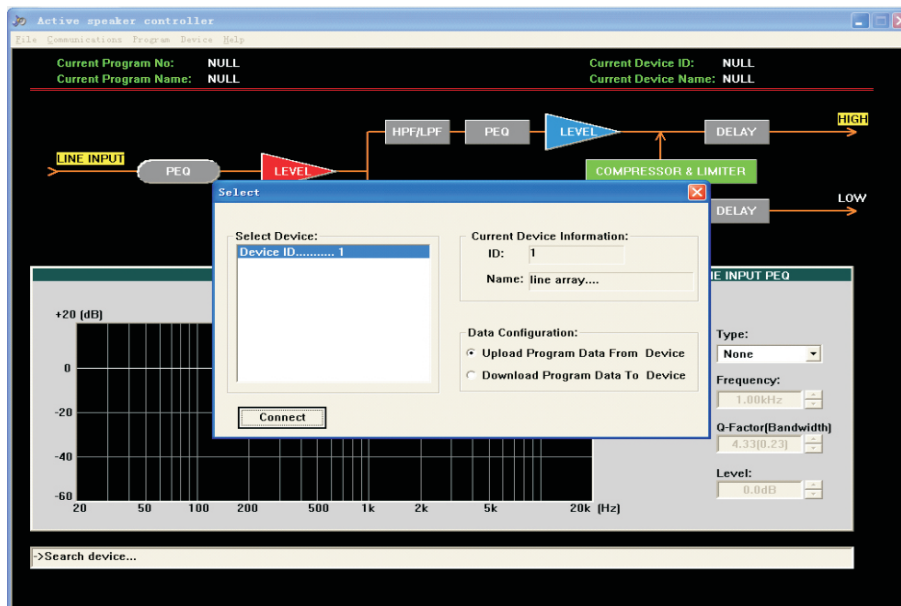 Active speaker controller
File Communications Program Device Help
Current Program No: NULL
Current Program Name: NULL
Current Device ID: NULL
Current Device Name: NULL
LINE INPUT
PEQ
LEVEL
HPF/LPF
PEQ
LEVEL
DELAY
HIGH
COMPRESSOR & LIMITER
DELAY
LOW
Select
Select Device:
Device ID.......... 1
Current Device Information:
ID: 1
Name: line array....
Data Configuration:
Upload Program Data From Device
Download Program Data To Device
Connect
INE INPUT PEQ
+20 (dB)
0
-20
-40
-60
20 50 100 200 500 1k 2k 5k 20k (Hz)
Type:
None
Frequency:
1.00kHz
Q-Factor(Bandwidth)
4.33(0.23)
Level:
0.0dB
->Search device...